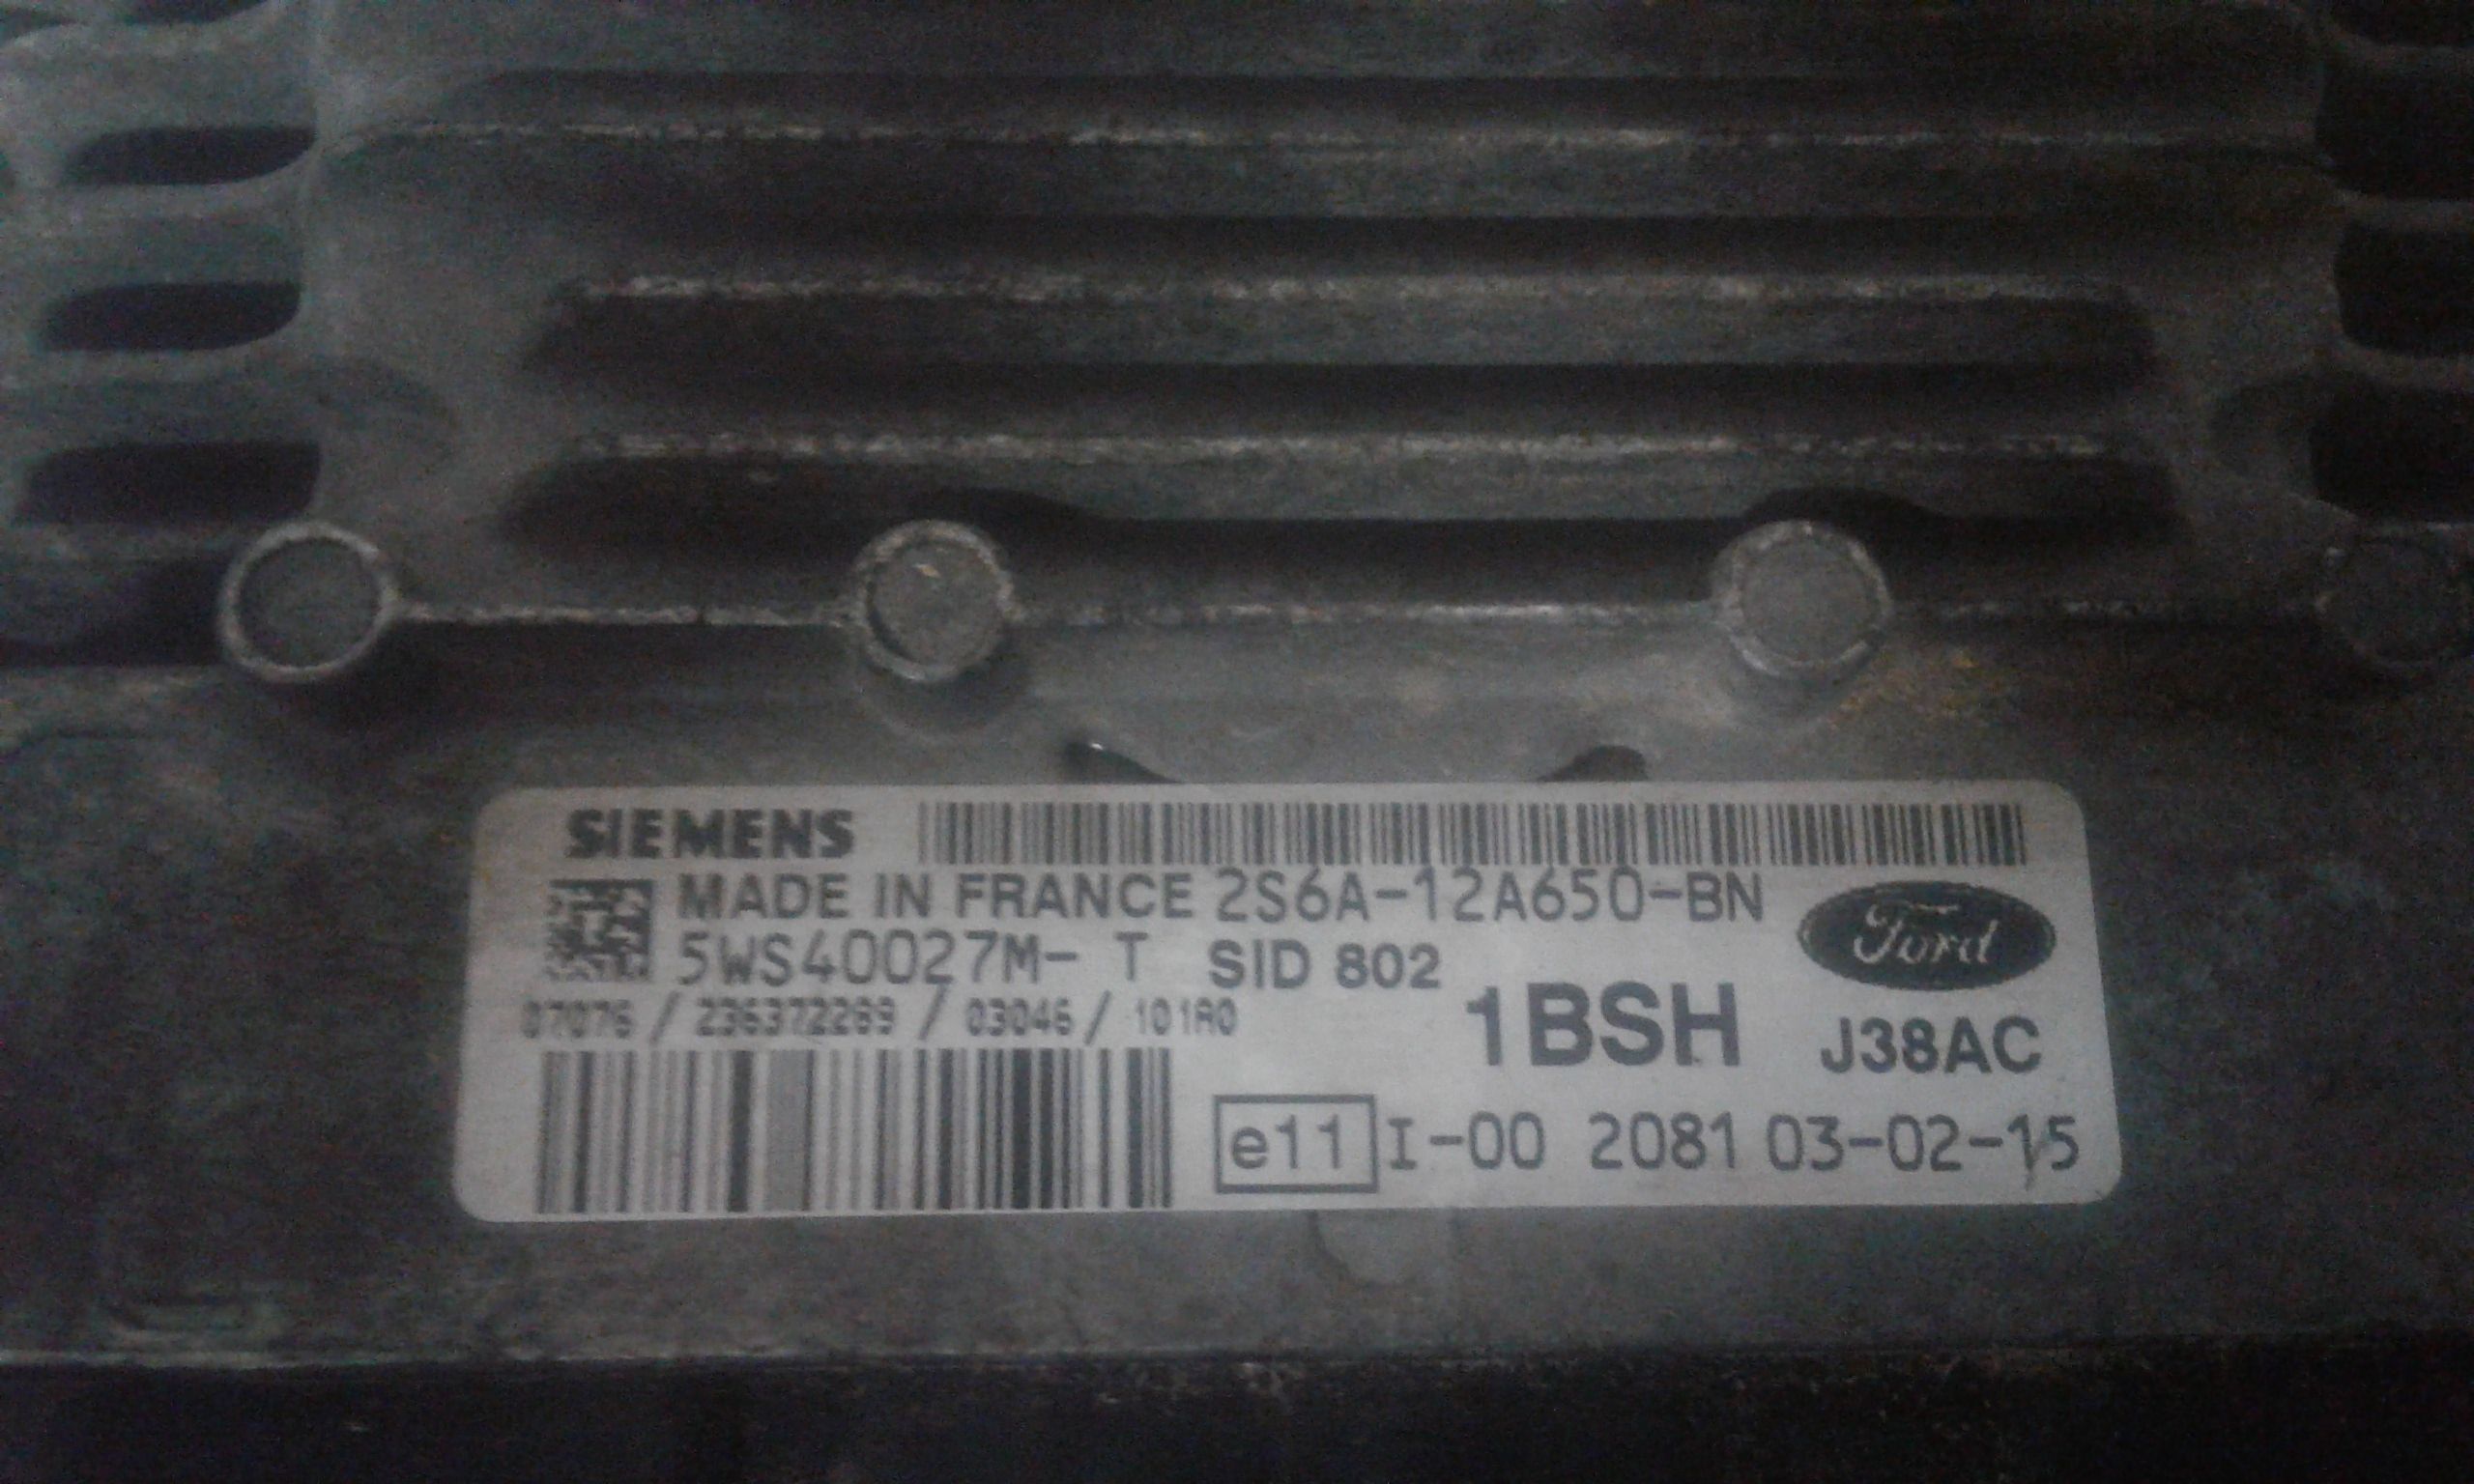 SIEMENS
MADE IN FRANCE 2S6A-12A650-BN
Ford
5WS40027M- T SID 802
07076 / 236372289 / 03046 / 101A0
1BSH J38AC
e11 I-00 2081 03-02-15